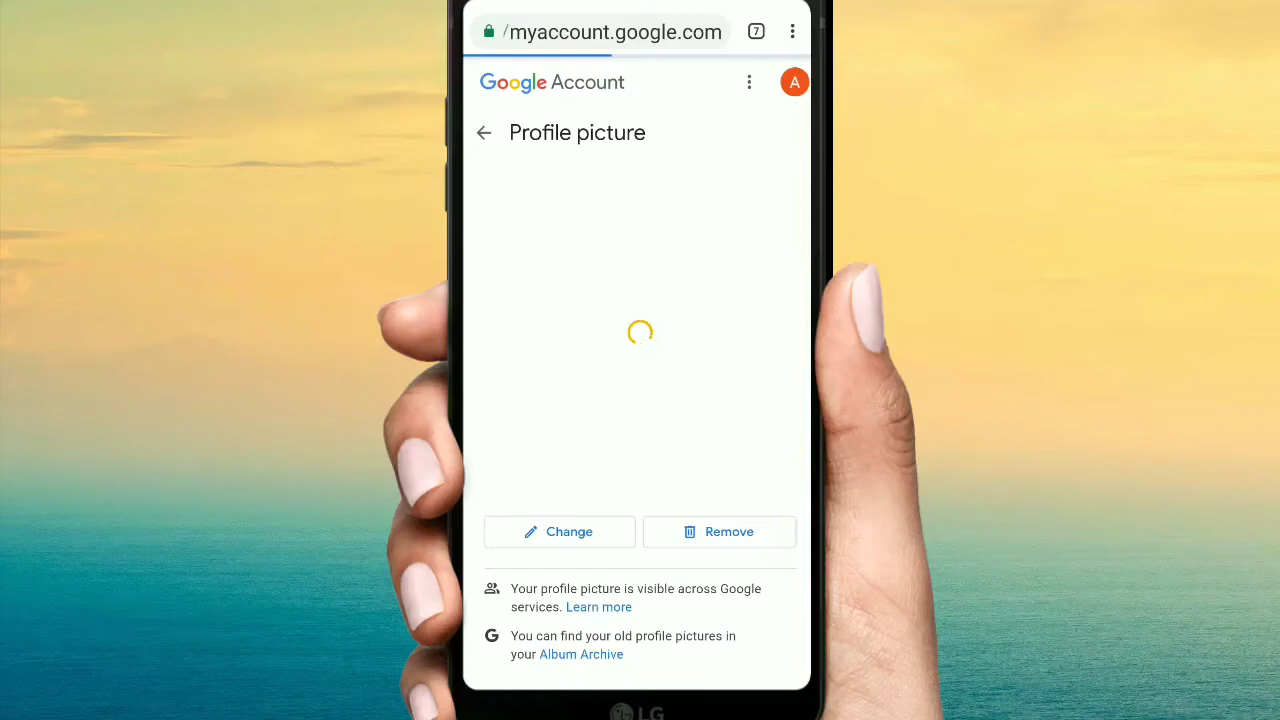 /myaccount.google.com 7
Google Account A
Profile picture
Change Remove
Your profile picture is visible across Google
services. Learn more
G You can find your old profile pictures in
your Album Archive
LG